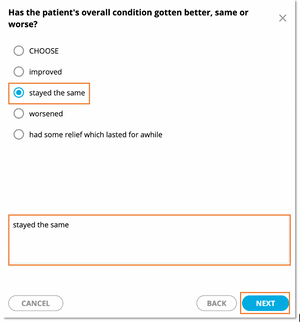 Has the patient's overall condition gotten better, same or
worse?
CHOOSE
improved
stayed the same
worsened
had some relief which lasted for awhile
stayed the same
CANCEL
BACK
NEXT